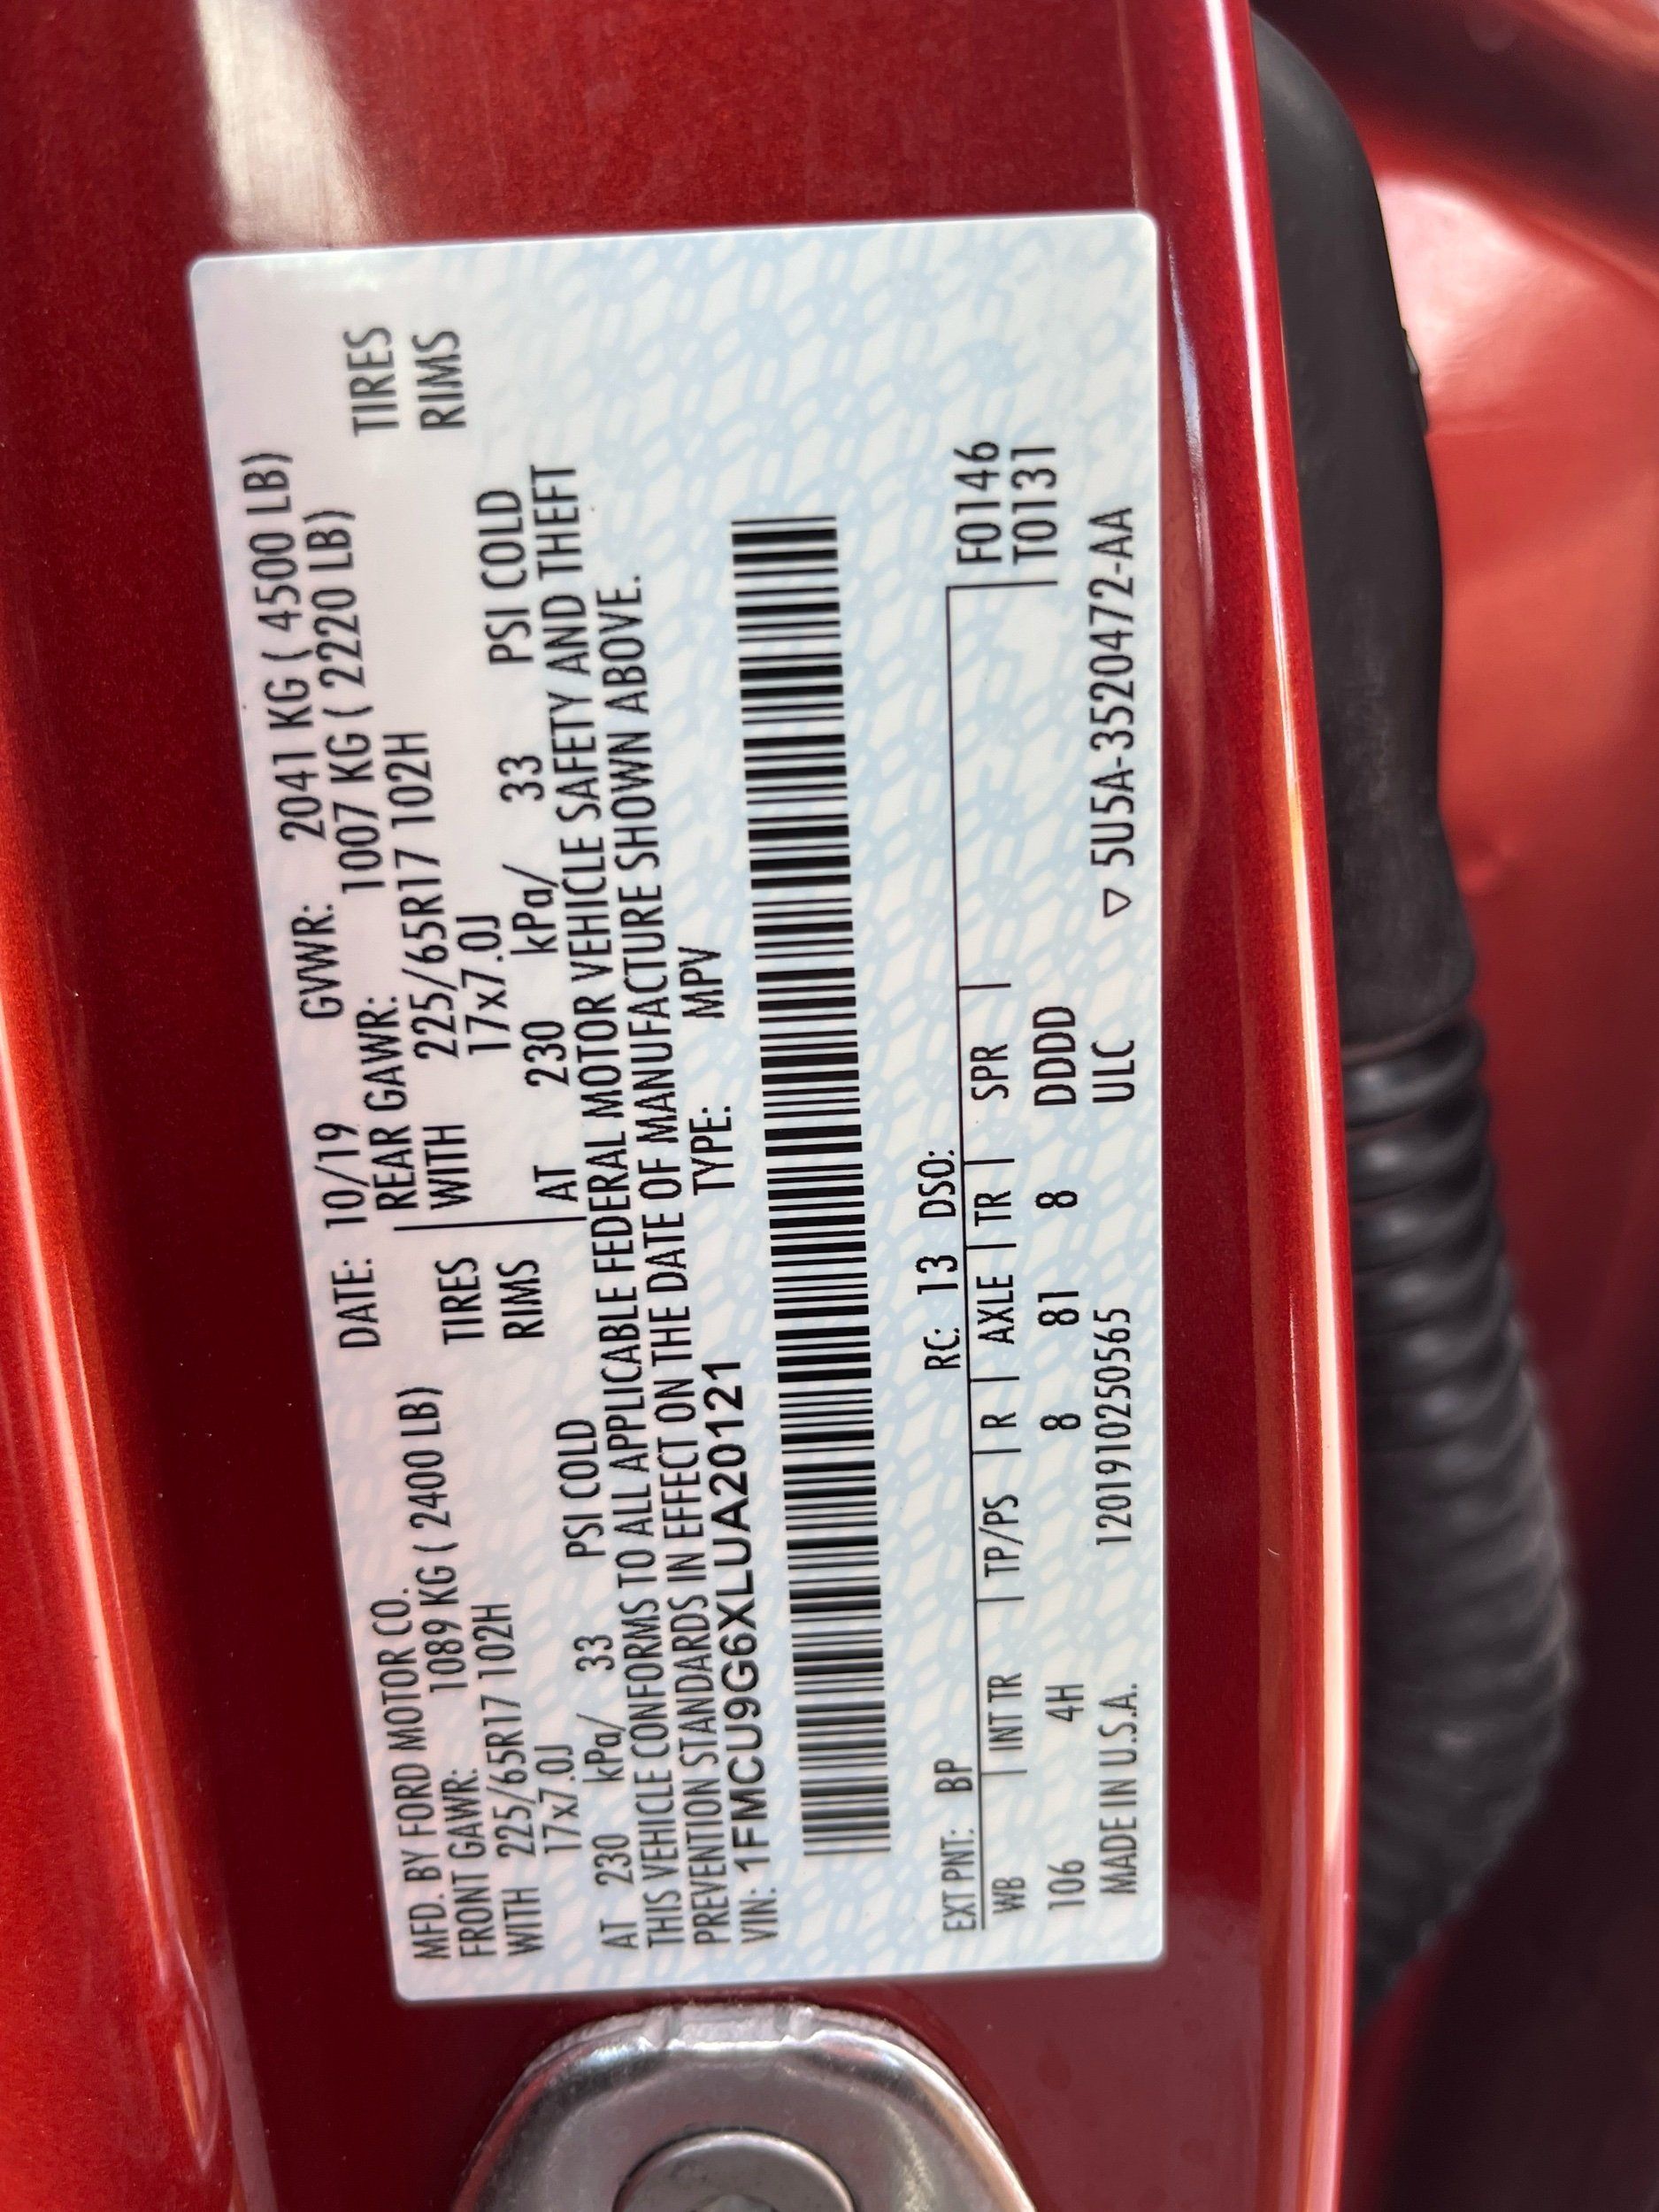 MFD. BY FORD MOTOR CO. DATE: 10/19 GVWR: 2041 KG ( 4500 LB)
FRONT GAWR: 1089 KG ( 2400 LB) REAR GAWR: 1007 KG ( 2220 LB)
WITH 225/65R17 102H TIRES WITH 225/65R17 102H TIRES
17x7.0J RIMS 17x7.0J RIMS
AT 230 kPa/ 33 PSI COLD AT 230 kPa/ 33 PSI COLD
THIS VEHICLE CONFORMS TO ALL APPLICABLE FEDERAL MOTOR VEHICLE SAFETY AND THEFT
PREVENTION STANDARDS IN EFFECT ON THE DATE OF MANUFACTURE SHOWN ABOVE.
VIN: 1FMCU9G6XLUA20121 TYPE: MPV
EXT PNT: BP RC: 13 DSO:
WB | INT TR | TP/PS | R | AXLE | TR | SPR | F0146
106 4H 8 81 8 DDDD T0131
MADE IN U.S.A. 1201910250565 ULC ▽ 5U5A-3520472-AA